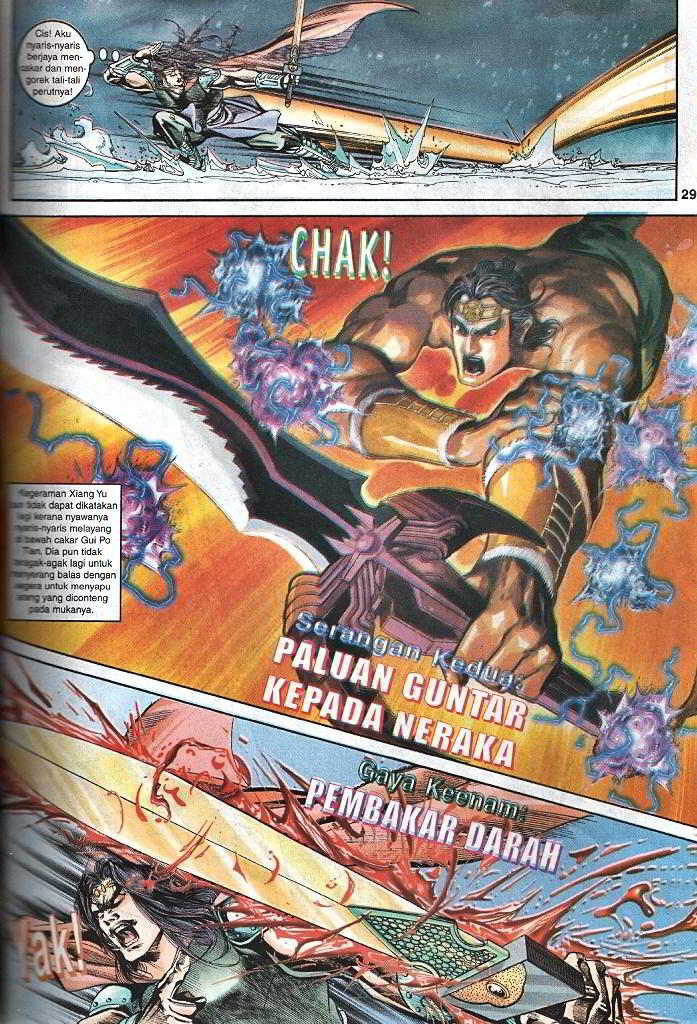 Cis! Aku
nyaris-nyaris
berjaya men-
cakar dan men-
gorek tali-tali
perutnya!
29
CHAK!
Kegeraman Xiang Yu
tidak dapat dikatakan
lagi kerana nyawanya
nyaris-nyaris melayang
di bawah cakar Gui Po
Tian. Dia pun tidak
teragak-agak lagi untuk
menyerang balas dengan
segera untuk menyapu
arang yang diconteng
pada mukanya.
Serangan Kedua:
PALUAN GUNTAR
KEPADA NERAKA
Gaya Keenam:
PEMBAKAR DARAH
Yak!